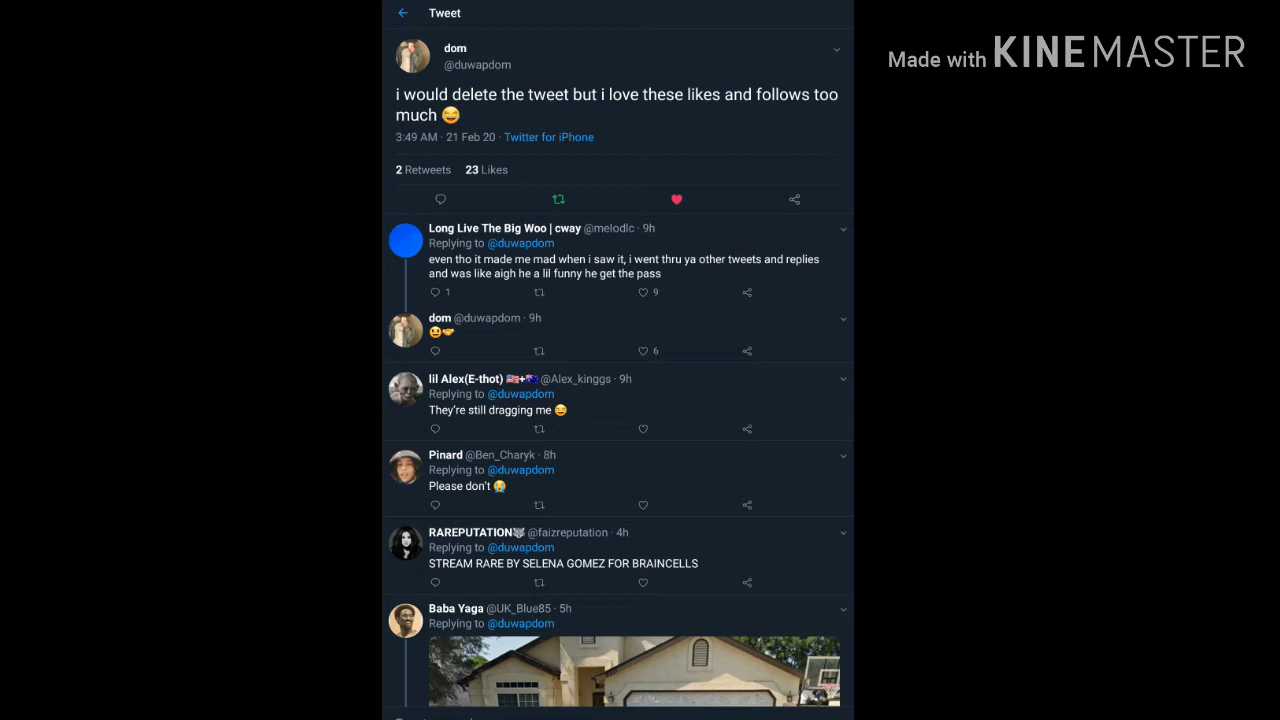 Tweet
Made with KINEMASTER
dom
@duwapdom
i would delete the tweet but i love these likes and follows too
much 😂
3:49 AM · 21 Feb 20 · Twitter for iPhone
2 Retweets 23 Likes
Long Live The Big Woo | cway @melodlc · 9h
Replying to @duwapdom
even tho it made me mad when i saw it, i went thru ya other tweets and replies
and was like aigh he a lil funny he get the pass
1 9
dom @duwapdom · 9h
😆🤝
6
lil Alex(E-thot) 🇺🇸+🇦🇺 @Alex_kinggs · 9h
Replying to @duwapdom
They're still dragging me 😂
Pinard @Ben_Charyk · 8h
Replying to @duwapdom
Please don't 😭
RAREPUTATION @faizreputation · 4h
Replying to @duwapdom
STREAM RARE BY SELENA GOMEZ FOR BRAINCELLS
Baba Yaga @UK_Blue85 · 5h
Replying to @duwapdom